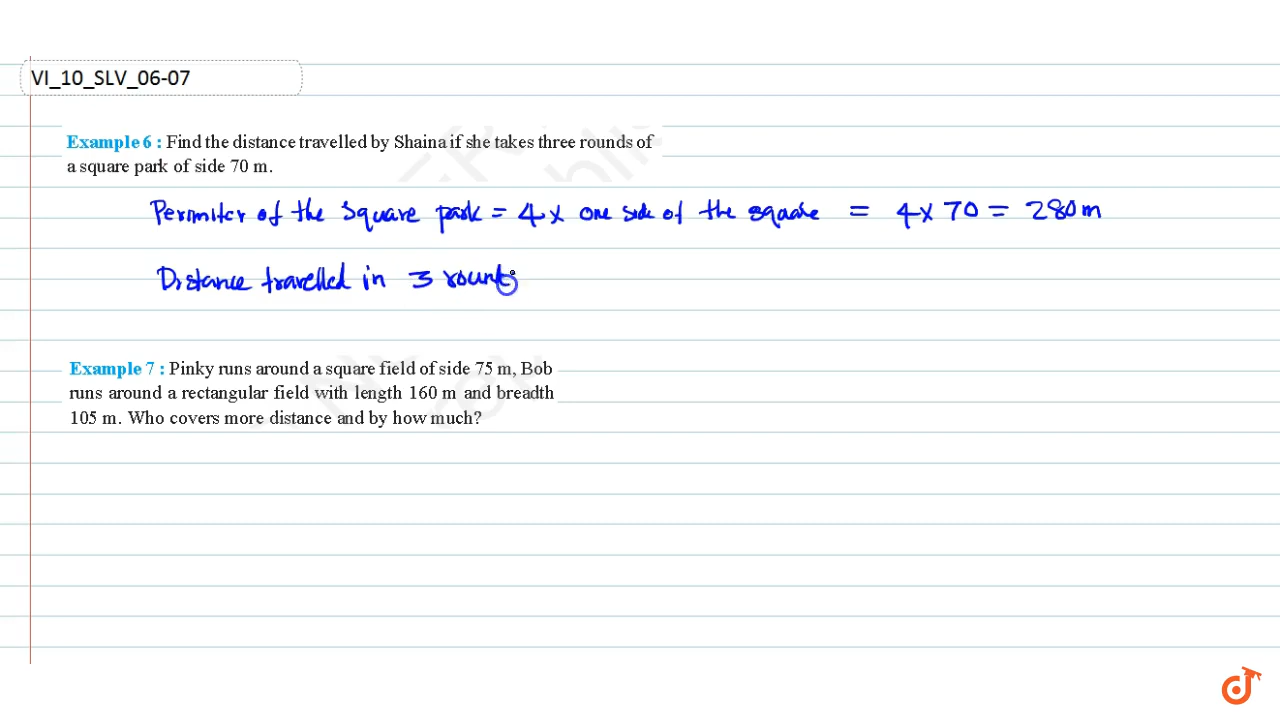 VI_10_SLV_06-07
Example 6 : Find the distance travelled by Shaina if she takes three rounds of
a square park of side 70 m.
Perimiter of the square park = 4 x one side of the square = 4 x 70 = 280 m
Distance travelled in 3 rounds
Example 7 : Pinky runs around a square field of side 75 m, Bob
runs around a rectangular field with length 160 m and breadth
105 m. Who covers more distance and by how much?